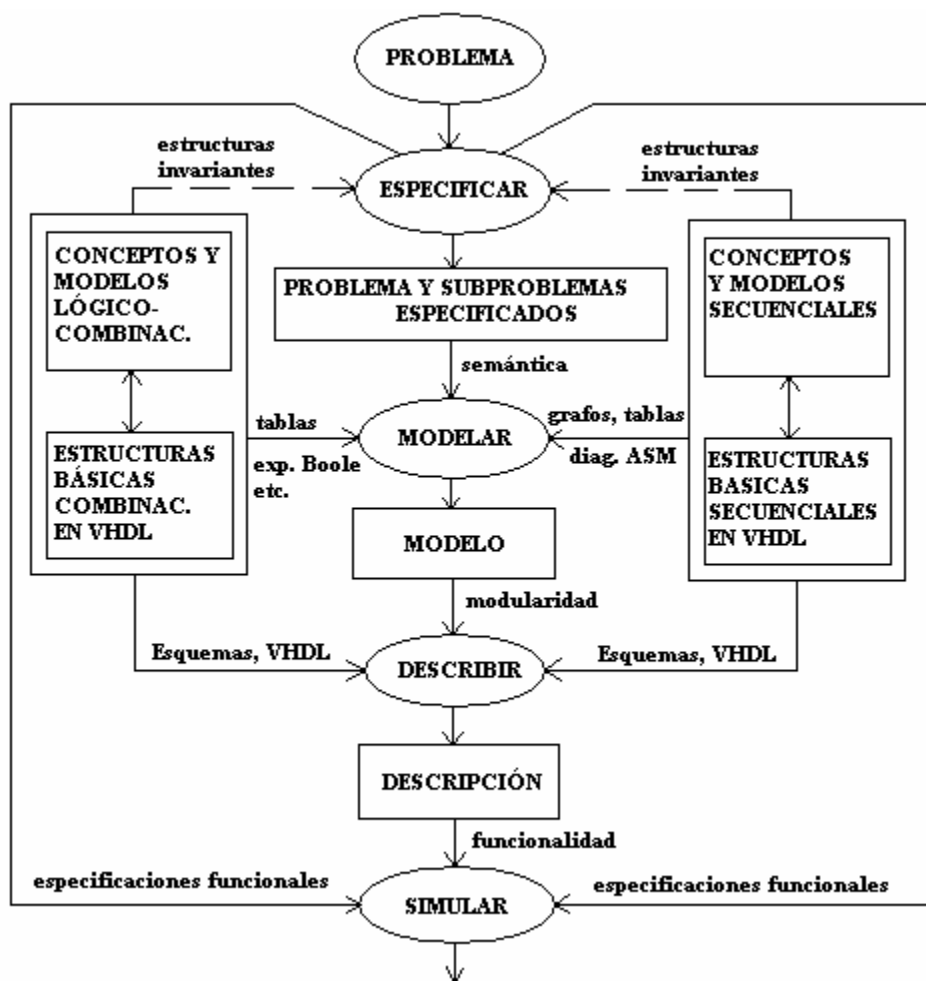 PROBLEMA
estructuras
invariantes
estructuras
invariantes
ESPECIFICAR
CONCEPTOS Y
MODELOS
LÓGICO-
COMBINAC.
PROBLEMA Y SUBPROBLEMAS
ESPECIFICADOS
CONCEPTOS
Y MODELOS
SECUENCIALES
semántica
tablas
exp. Boole
etc.
MODELAR
grafos, tablas
diag. ASM
ESTRUCTURAS
BÁSICAS
COMBINAC.
EN VHDL
ESTRUCTURAS
BASICAS
SECUENCIALES
EN VHDL
MODELO
modularidad
Esquemas, VHDL
DESCRIBIR
Esquemas, VHDL
DESCRIPCIÓN
funcionalidad
especificaciones funcionales
SIMULAR
especificaciones funcionales